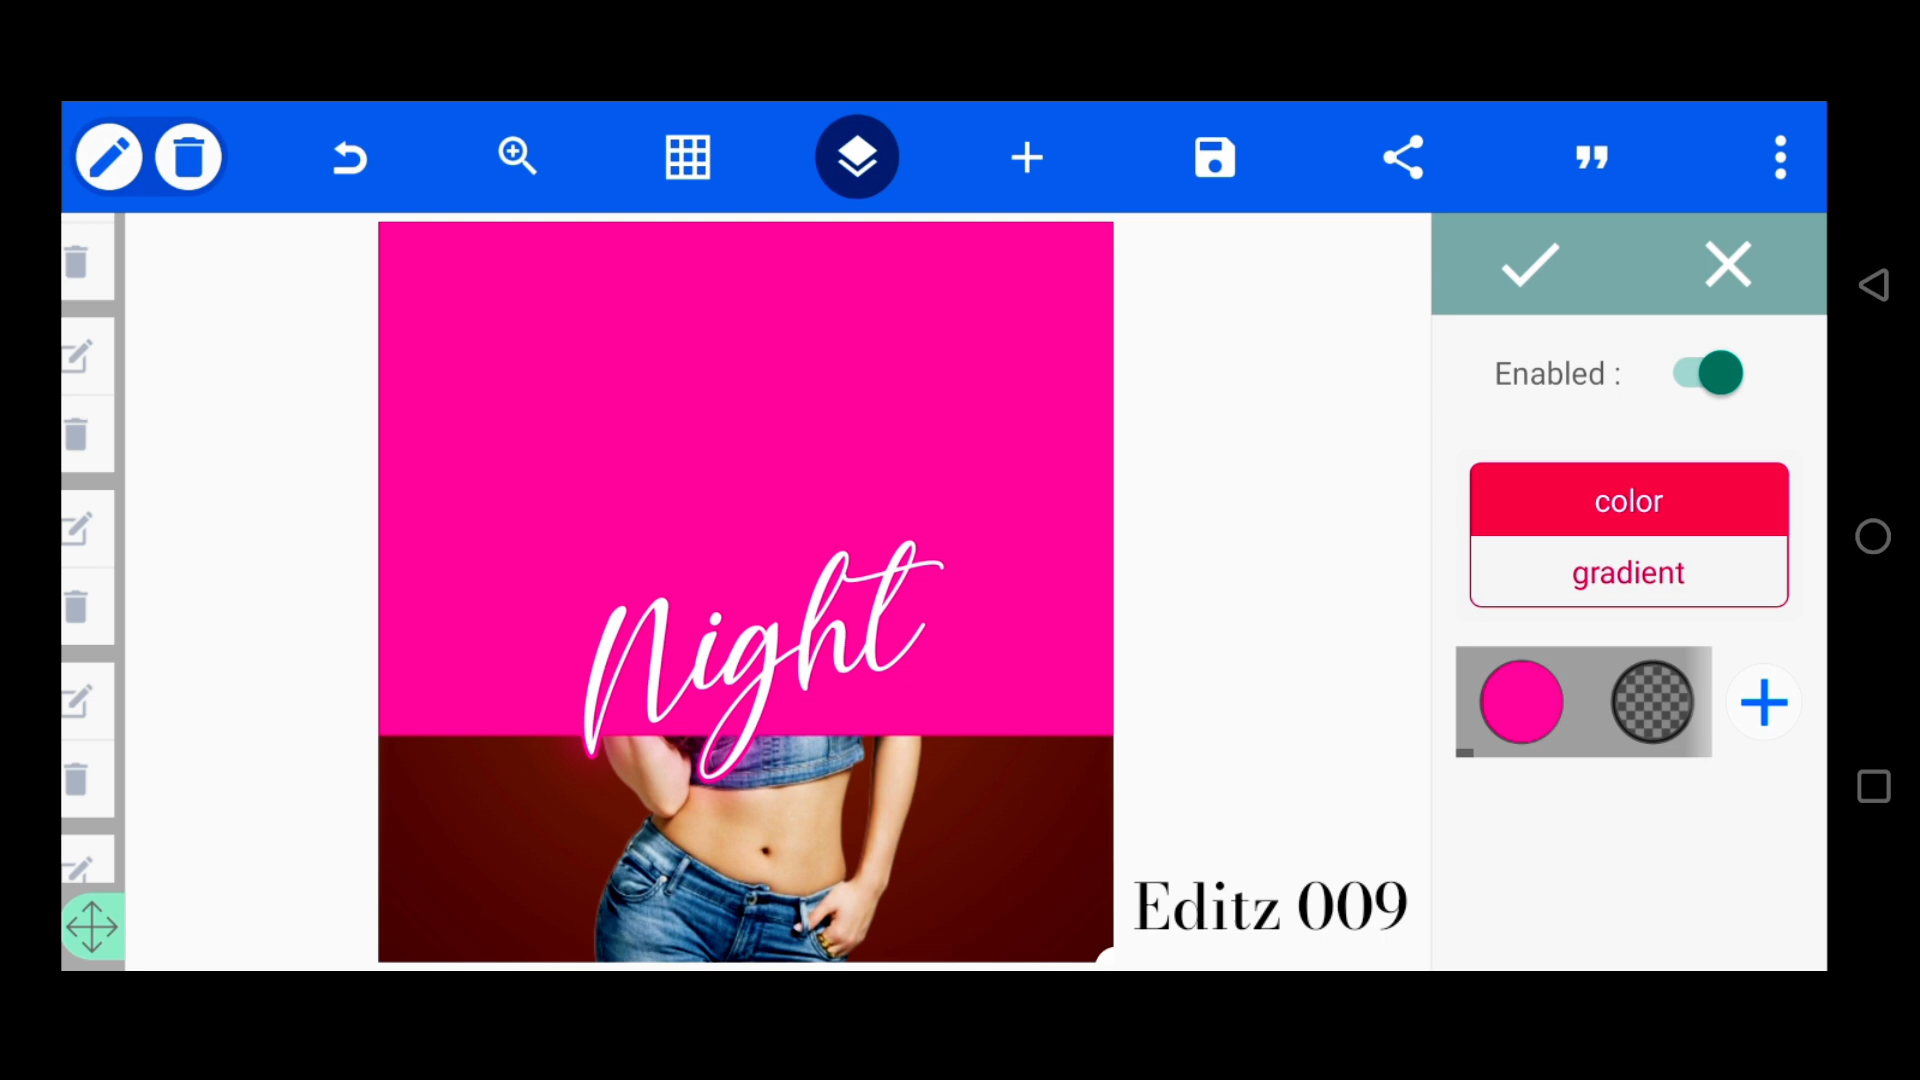 Enabled :
color
gradient
Night
Editz 009